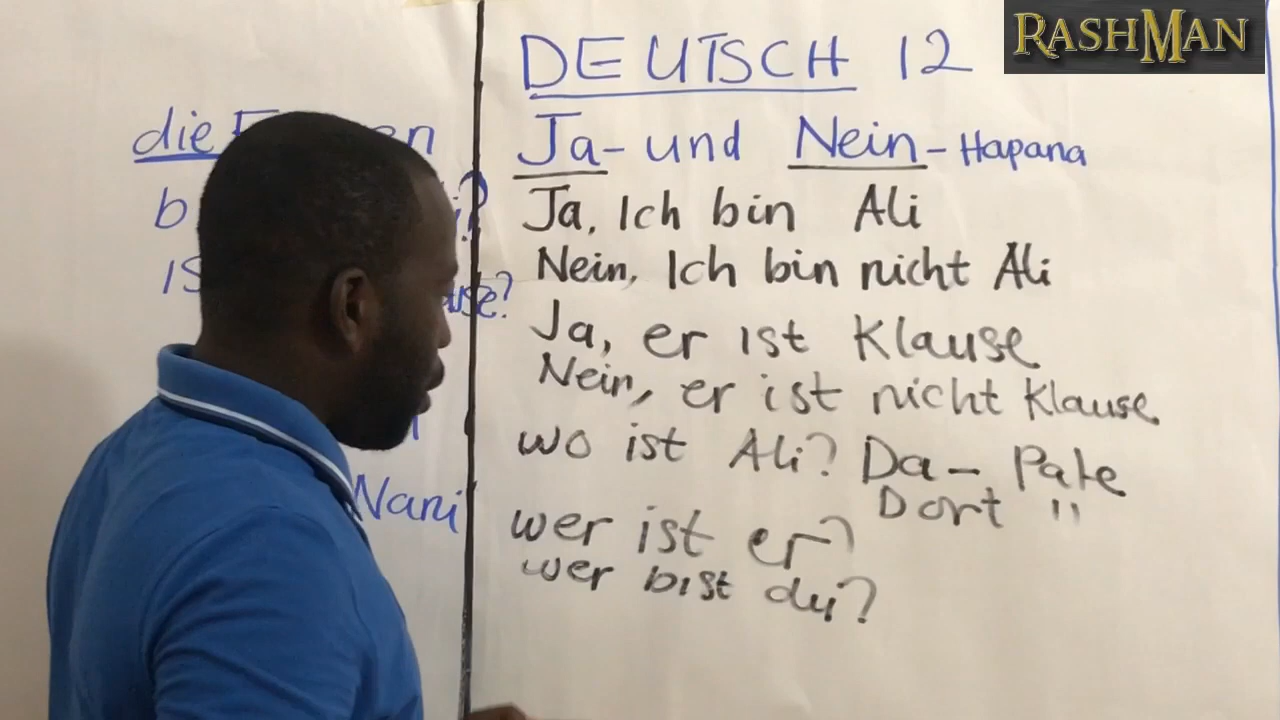 die
b
Nani
DEUTSCH 12
Ja - und Nein - Hapana
Ja, Ich bin Ali
Nein, Ich bin nicht Ali
Ja, er ist Klause
Nein, er ist nicht Klause.
wo ist Ali? Da - Pale
Dort "
wer ist er?
wer bist du?
RASHMAN